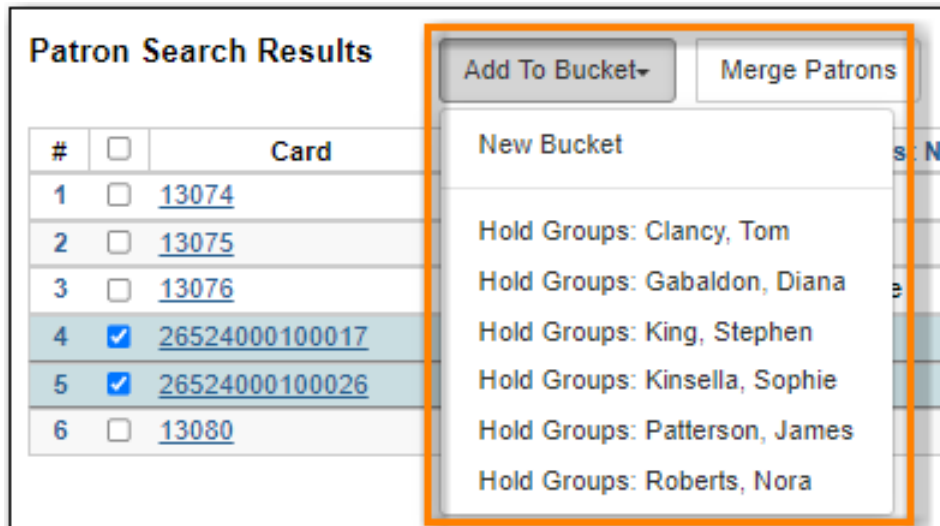 Patron Search Results
Add To Bucket Merge Patrons
New Bucket
# Card
1 13074
2 13075
3 13076
4 26524000100017
5 26524000100026
6 13080
Hold Groups: Clancy, Tom
Hold Groups: Gabaldon, Diana
Hold Groups: King, Stephen
Hold Groups: Kinsella, Sophie
Hold Groups: Patterson, James
Hold Groups: Roberts, Nora